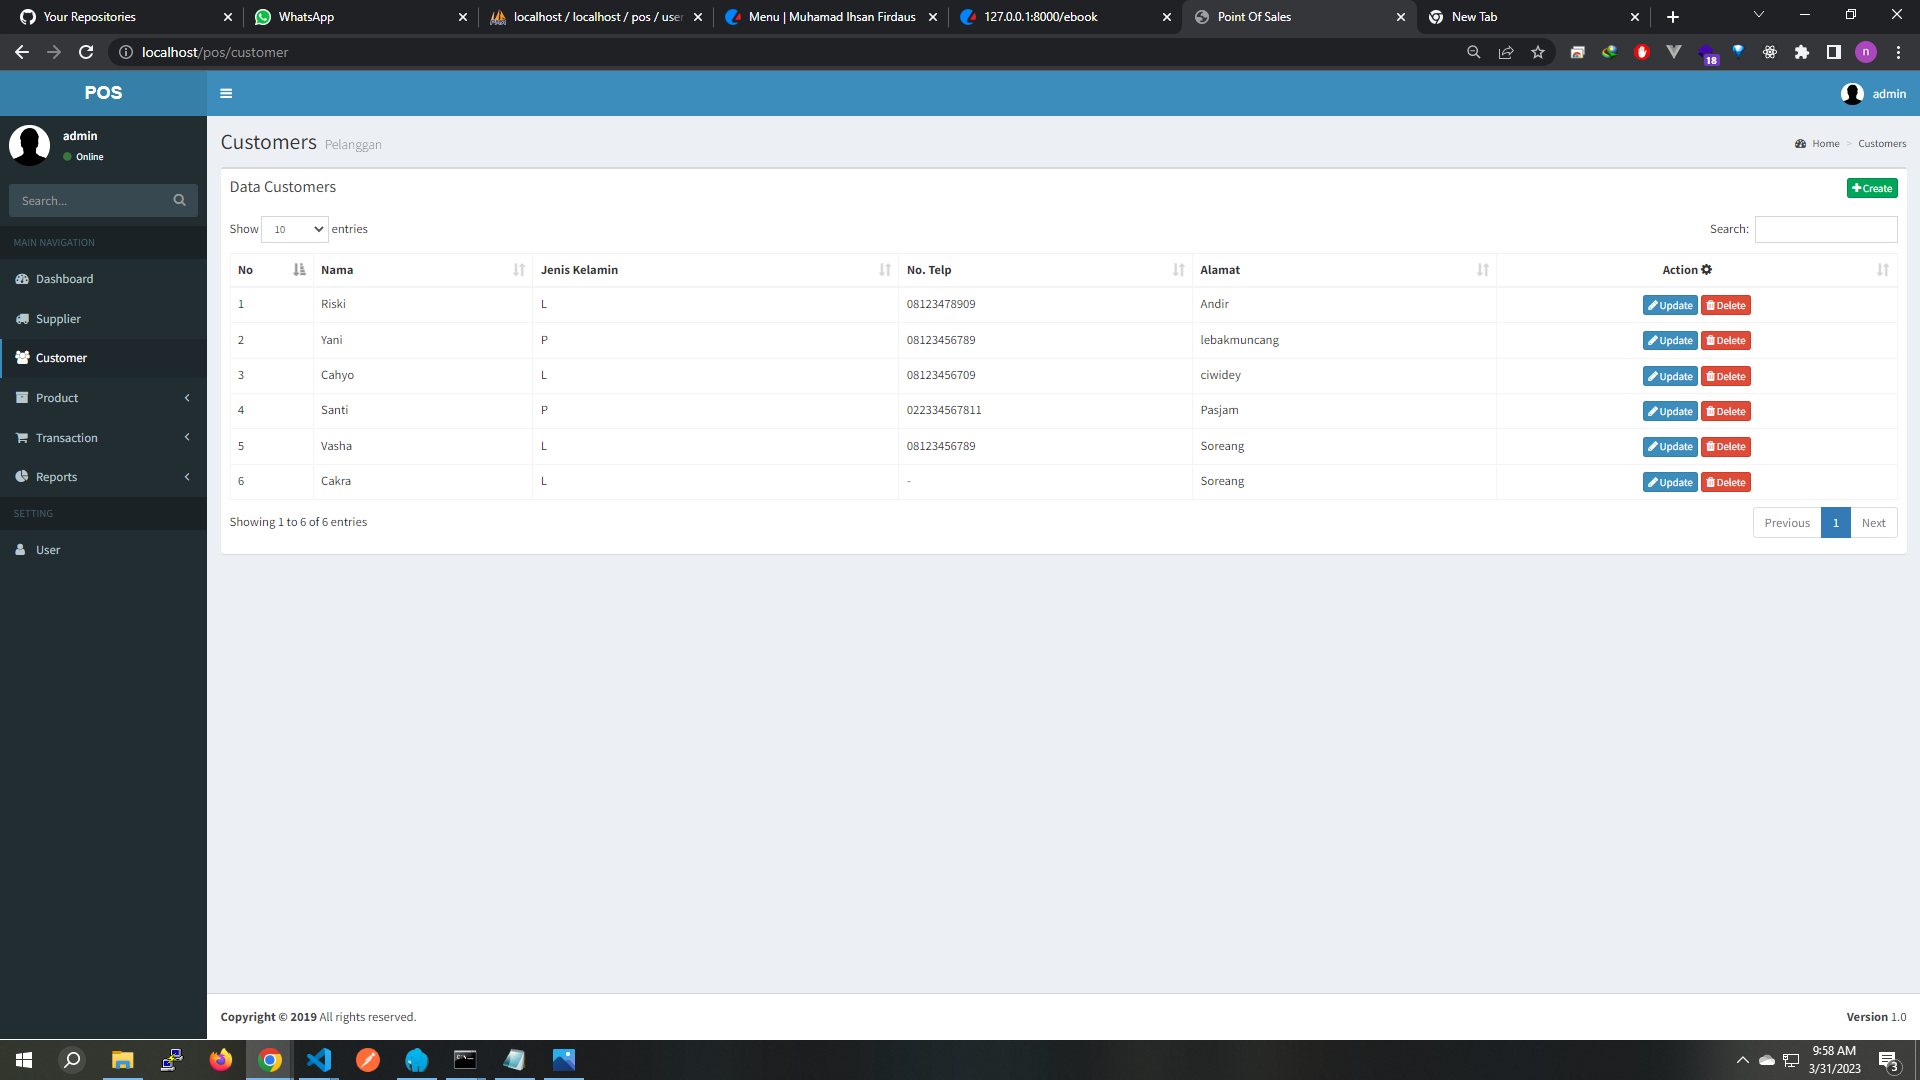 Your Repositories
WhatsApp
localhost / localhost / pos / user
Menu | Muhamad Ihsan Firdaus
127.0.0.1:8000/ebook
Point Of Sales
New Tab
localhost/pos/customer
18
n
POS
admin
admin
Online
Search...
MAIN NAVIGATION
Dashboard
Supplier
Customer
Product
Transaction
Reports
SETTING
User
Customers Pelanggan
Home > Customers
Data Customers
Create
Show 10 entries
Search:
No Nama Jenis Kelamin No. Telp Alamat Action
1 Riski L 08123478909 Andir Update Delete
2 Yani P 08123456789 lebakmuncang Update Delete
3 Cahyo L 08123456709 ciwidey Update Delete
4 Santi P 022334567811 Pasjam Update Delete
5 Vasha L 08123456789 Soreang Update Delete
6 Cakra L - Soreang Update Delete
Showing 1 to 6 of 6 entries
Previous 1 Next
Copyright © 2019 All rights reserved.
Version 1.0
9:58 AM
3/31/2023
3